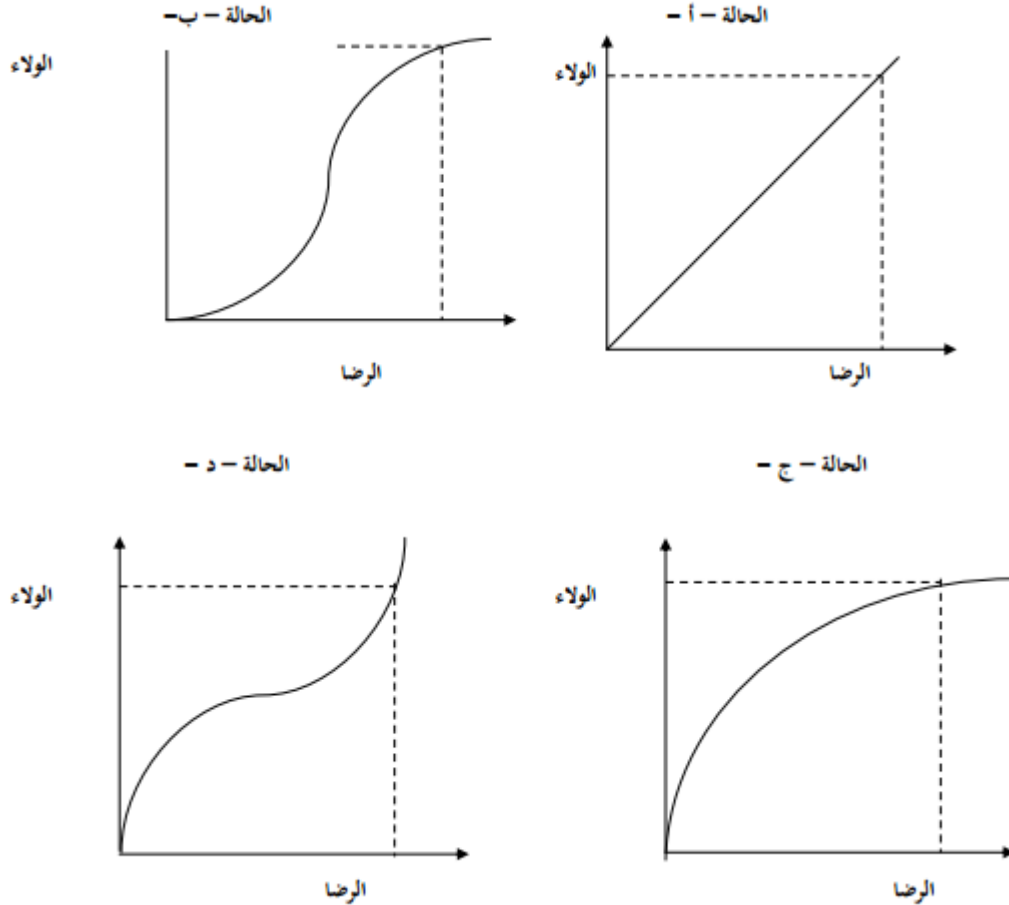 الحالة – أ –
الولاء
الرضا
الحالة – ب–
الولاء
الرضا
الحالة – ج –
الولاء
الرضا
الحالة – د –
الولاء
الرضا